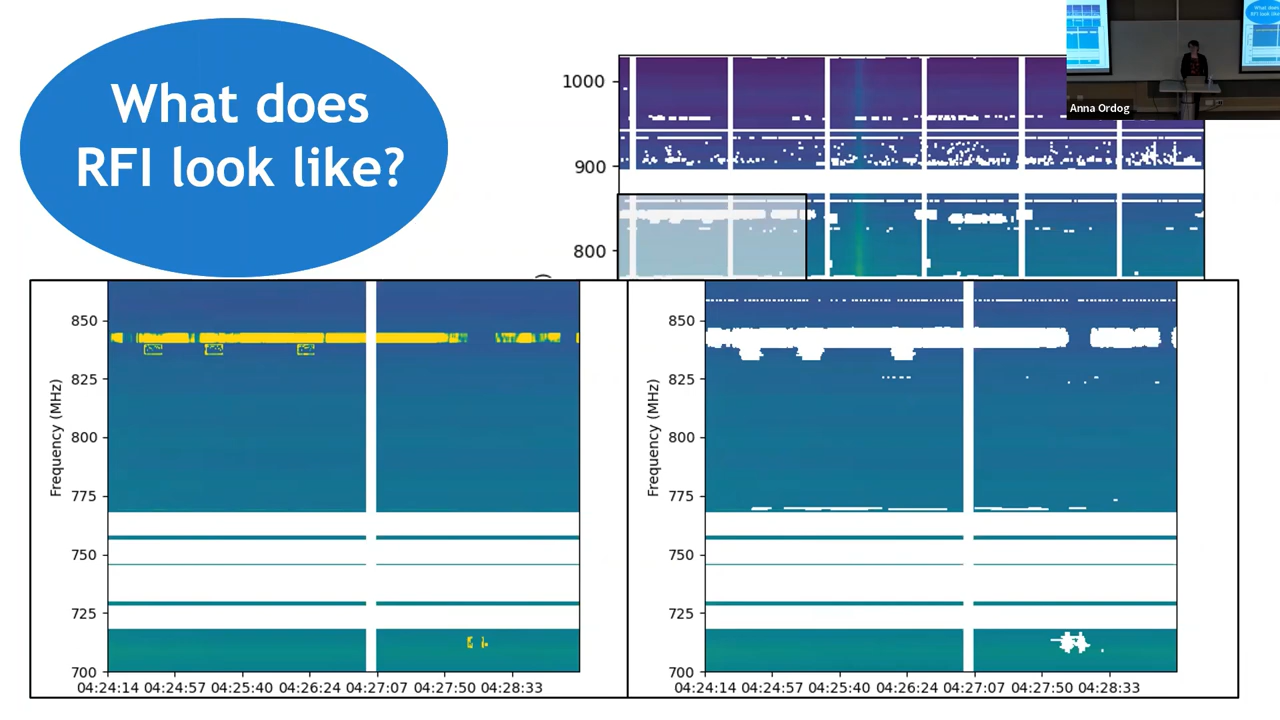 What does
RFI look like?
1000
900
800
Anna Ordog
850
825
800
775
750
725
700
Frequency (MHz)
04:24:14 04:24:57 04:25:40 04:26:24 04:27:07 04:27:50 04:28:33
850
825
800
775
750
725
700
Frequency (MHz)
04:24:14 04:24:57 04:25:40 04:26:24 04:27:07 04:27:50 04:28:33